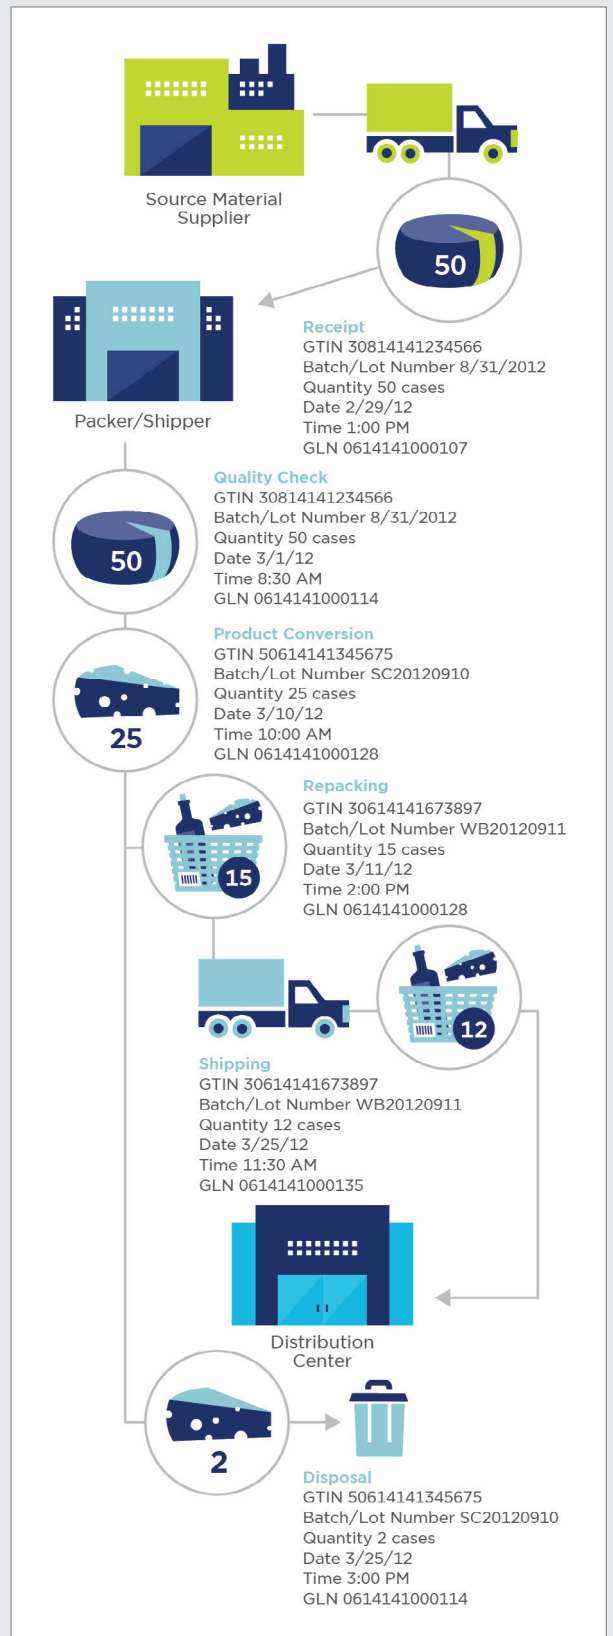 Source Material
Supplier
50
Receipt
GTIN 30814141234566
Batch/Lot Number 8/31/2012
Quantity 50 cases
Date 2/29/12
Time 1:00 PM
GLN 0614141000107
Packer/Shipper
Quality Check
GTIN 30814141234566
Batch/Lot Number 8/31/2012
Quantity 50 cases
Date 3/1/12
Time 8:30 AM
GLN 0614141000114
50
Product Conversion
GTIN 50614141345675
Batch/Lot Number SC20120910
Quantity 25 cases
Date 3/10/12
Time 10:00 AM
GLN 0614141000128
25
Repacking
GTIN 30614141673897
Batch/Lot Number WB20120911
Quantity 15 cases
Date 3/11/12
Time 2:00 PM
GLN 0614141000128
15
12
Shipping
GTIN 30614141673897
Batch/Lot Number WB20120911
Quantity 12 cases
Date 3/25/12
Time 11:30 AM
GLN 0614141000135
Distribution
Center
2
Disposal
GTIN 50614141345675
Batch/Lot Number SC20120910
Quantity 2 cases
Date 3/25/12
Time 3:00 PM
GLN 0614141000114